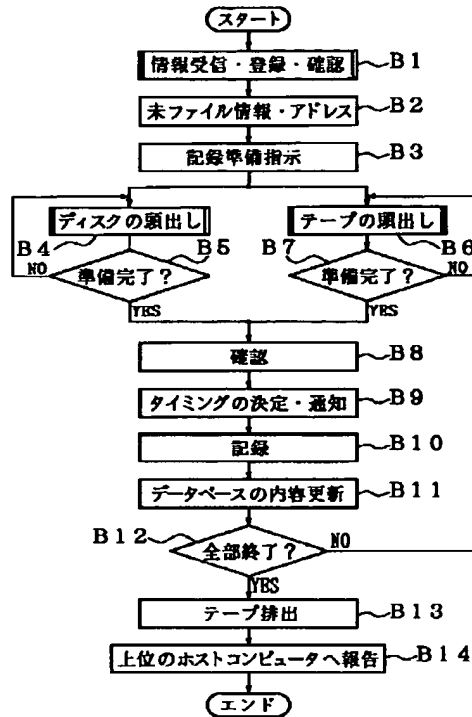 スタート
情報受信・登録・確認 B1
未ファイル情報・アドレス B2
記録準備指示 B3
ディスクの頭出し テープの頭出し
B4 B5 B7 B6
NO 準備完了? 準備完了? NO
YES YES
確認 B8
タイミングの決定・通知 B9
記録 B10
データベースの内容更新 B11
B12 全部終了? NO
YES
テープ排出 B13
上位のホストコンピュータへ報告 B14
エンド